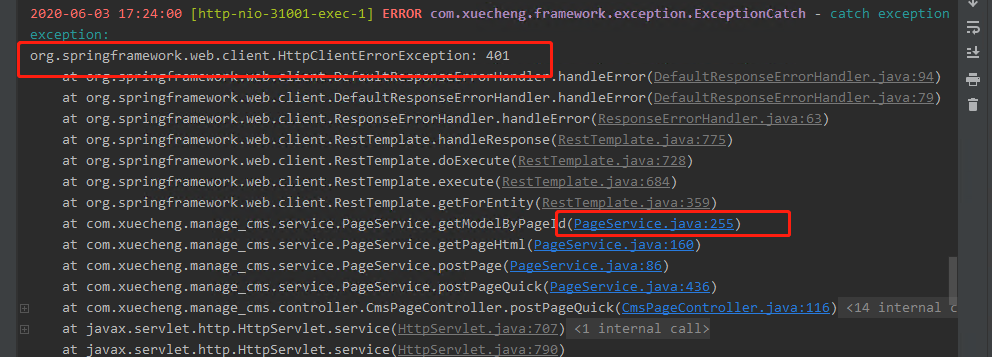 2020-06-03 17:24:00 [http-nio-31001-exec-1] ERROR com.xuecheng.framework.exception.ExceptionCatch - catch exception
exception:
org.springframework.web.client.HttpClientErrorException: 401
at org.springframework.web.client.DefaultResponseErrorHandler.handleError(DefaultResponseErrorHandler.java:94)
at org.springframework.web.client.DefaultResponseErrorHandler.handleError(DefaultResponseErrorHandler.java:79)
at org.springframework.web.client.ResponseErrorHandler.handleError(ResponseErrorHandler.java:63)
at org.springframework.web.client.RestTemplate.handleResponse(RestTemplate.java:775)
at org.springframework.web.client.RestTemplate.doExecute(RestTemplate.java:728)
at org.springframework.web.client.RestTemplate.execute(RestTemplate.java:684)
at org.springframework.web.client.RestTemplate.getForEntity(RestTemplate.java:359)
at com.xuecheng.manage_cms.service.PageService.getModelByPageId(PageService.java:255)
at com.xuecheng.manage_cms.service.PageService.getPageHtml(PageService.java:160)
at com.xuecheng.manage_cms.service.PageService.postPage(PageService.java:86)
at com.xuecheng.manage_cms.service.PageService.postPageQuick(PageService.java:436)
at com.xuecheng.manage_cms.controller.CmsPageController.postPageQuick(CmsPageController.java:116) <14 internal c
at javax.servlet.http.HttpServlet.service(HttpServlet.java:707) <1 internal call>
at javax.servlet.http.HttpServlet.service(HttpServlet.java:790)